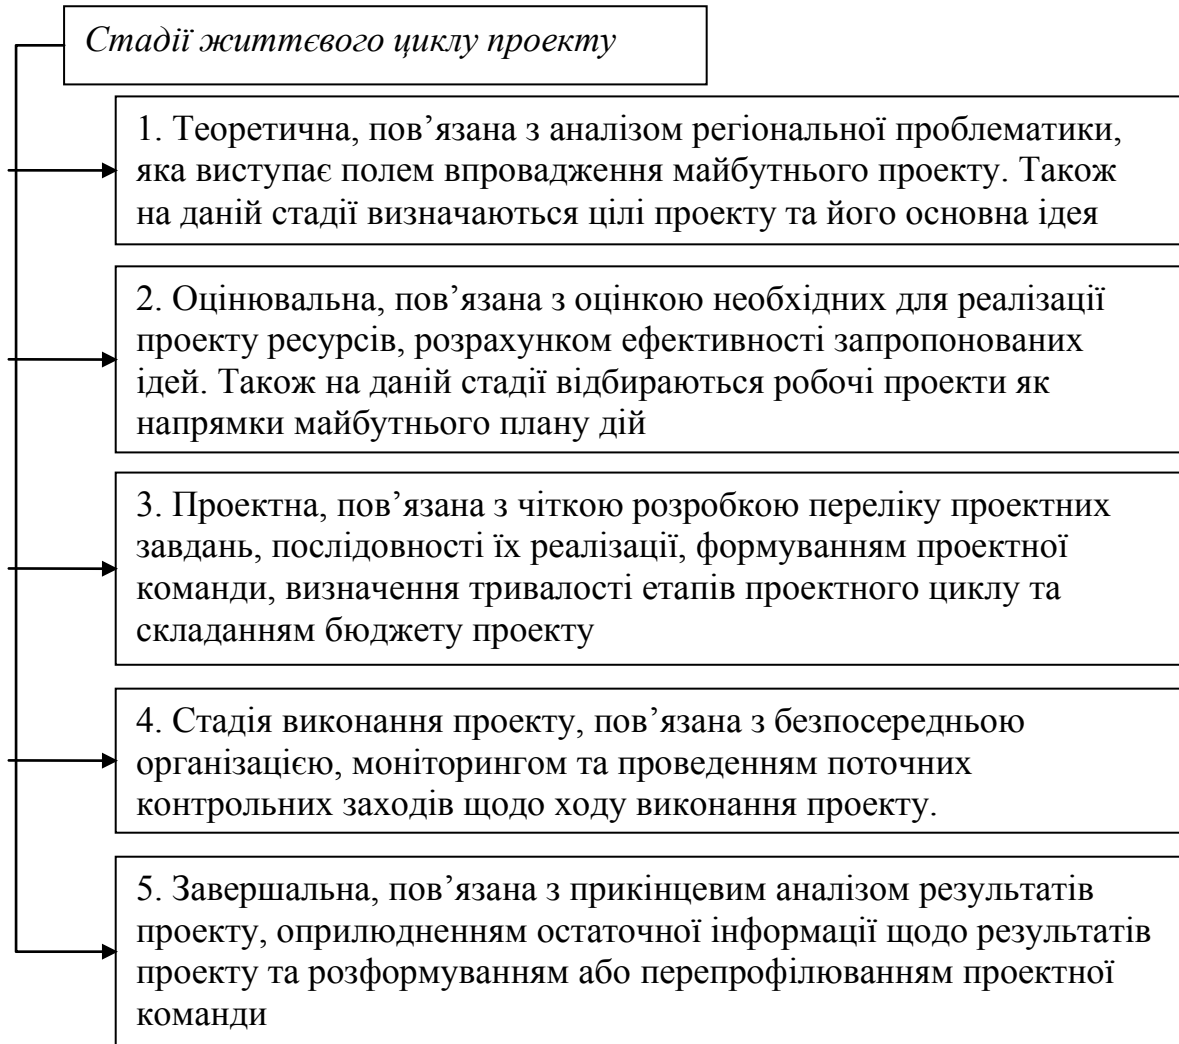 Стадії життєвого циклу проекту
1. Теоретична, пов’язана з аналізом регіональної проблематики,
яка виступає полем впровадження майбутнього проекту. Також
на даній стадії визначаються цілі проекту та його основна ідея
2. Оцінювальна, пов’язана з оцінкою необхідних для реалізації
проекту ресурсів, розрахунком ефективності запропонованих
ідей. Також на даній стадії відбираються робочі проекти як
напрямки майбутнього плану дій
3. Проектна, пов’язана з чіткою розробкою переліку проектних
завдань, послідовності їх реалізації, формуванням проектної
команди, визначення тривалості етапів проектного циклу та
складанням бюджету проекту
4. Стадія виконання проекту, пов’язана з безпосередньою
організацією, моніторингом та проведенням поточних
контрольних заходів щодо ходу виконання проекту.
5. Завершальна, пов’язана з прикінцевим аналізом результатів
проекту, оприлюдненням остаточної інформації щодо результатів
проекту та розформуванням або перепрофілюванням проектної
команди